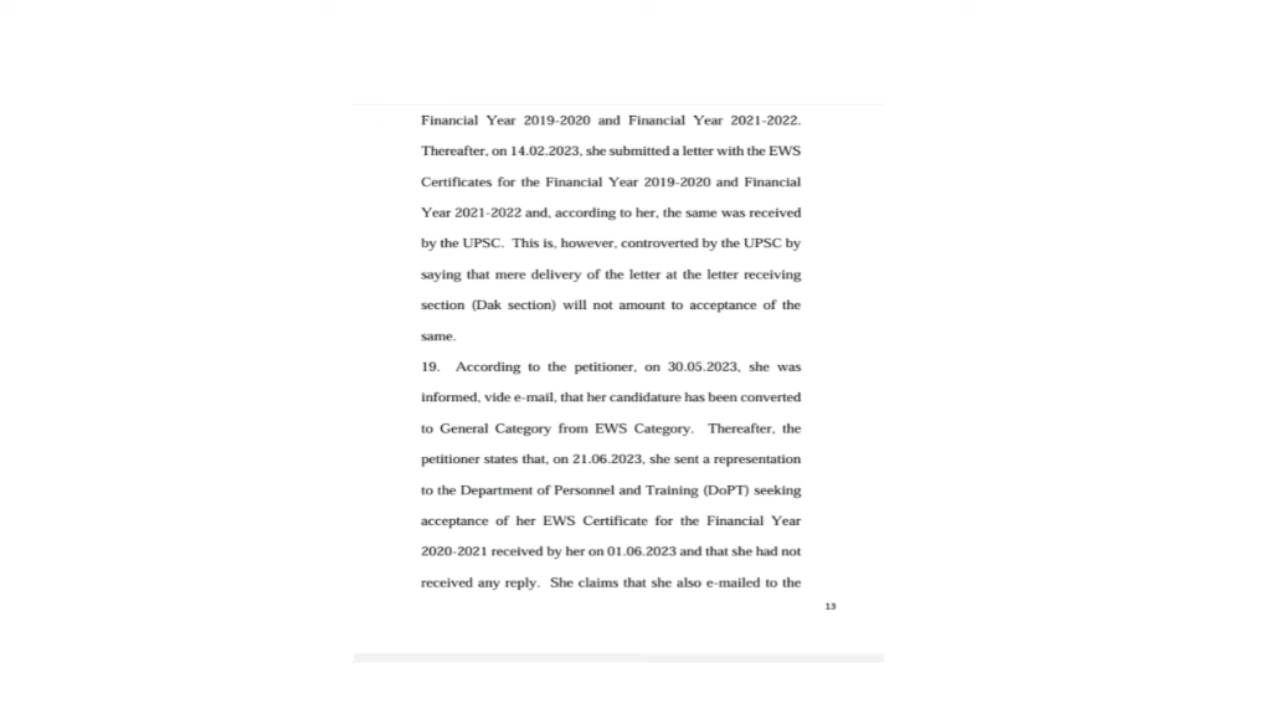 Financial Year 2019-2020 and Financial Year 2021-2022.
Thereafter, on 14.02.2023, she submitted a letter with the EWS
Certificates for the Financial Year 2019-2020 and Financial
Year 2021-2022 and, according to her, the same was received
by the UPSC. This is, however, controverted by the UPSC by
saying that mere delivery of the letter at the letter receiving
section (Dak section) will not amount to acceptance of the
same.
19. According to the petitioner, on 30.05.2023, she was
informed, vide e-mail, that her candidature has been converted
to General Category from EWS Category. Thereafter, the
petitioner states that, on 21.06.2023, she sent a representation
to the Department of Personnel and Training (DoPT) seeking
acceptance of her EWS Certificate for the Financial Year
2020-2021 received by her on 01.06.2023 and that she had not
received any reply. She claims that she also e-mailed to the
13